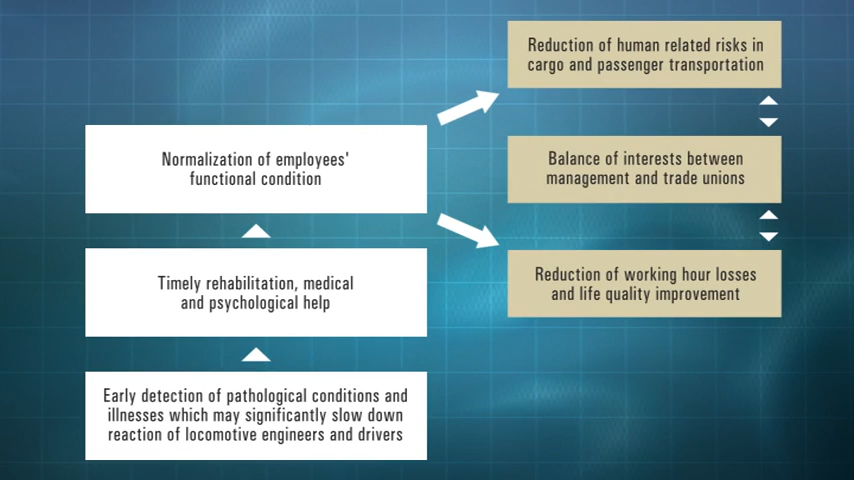 Reduction of human related risks in
cargo and passenger transportation
Normalization of employees'
functional condition
Balance of interests between
management and trade unions
Timely rehabilitation, medical
and psychological help
Reduction of working hour losses
and life quality improvement
Early detection of pathological conditions and
illnesses which may significantly slow down
reaction of locomotive engineers and drivers